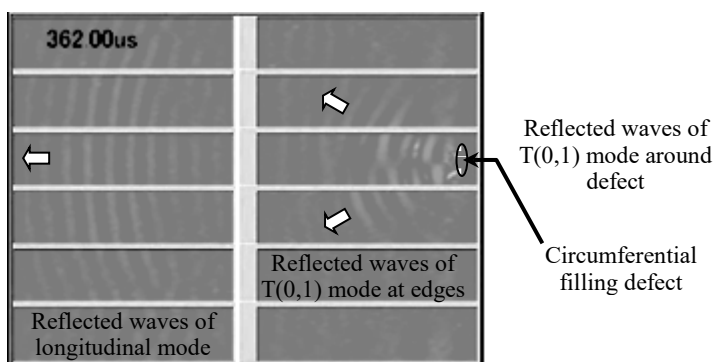 362.00us
Reflected waves of
T(0,1) mode around
defect
Circumferential
filling defect
Reflected waves of
T(0,1) mode at edges
Reflected waves of
longitudinal mode